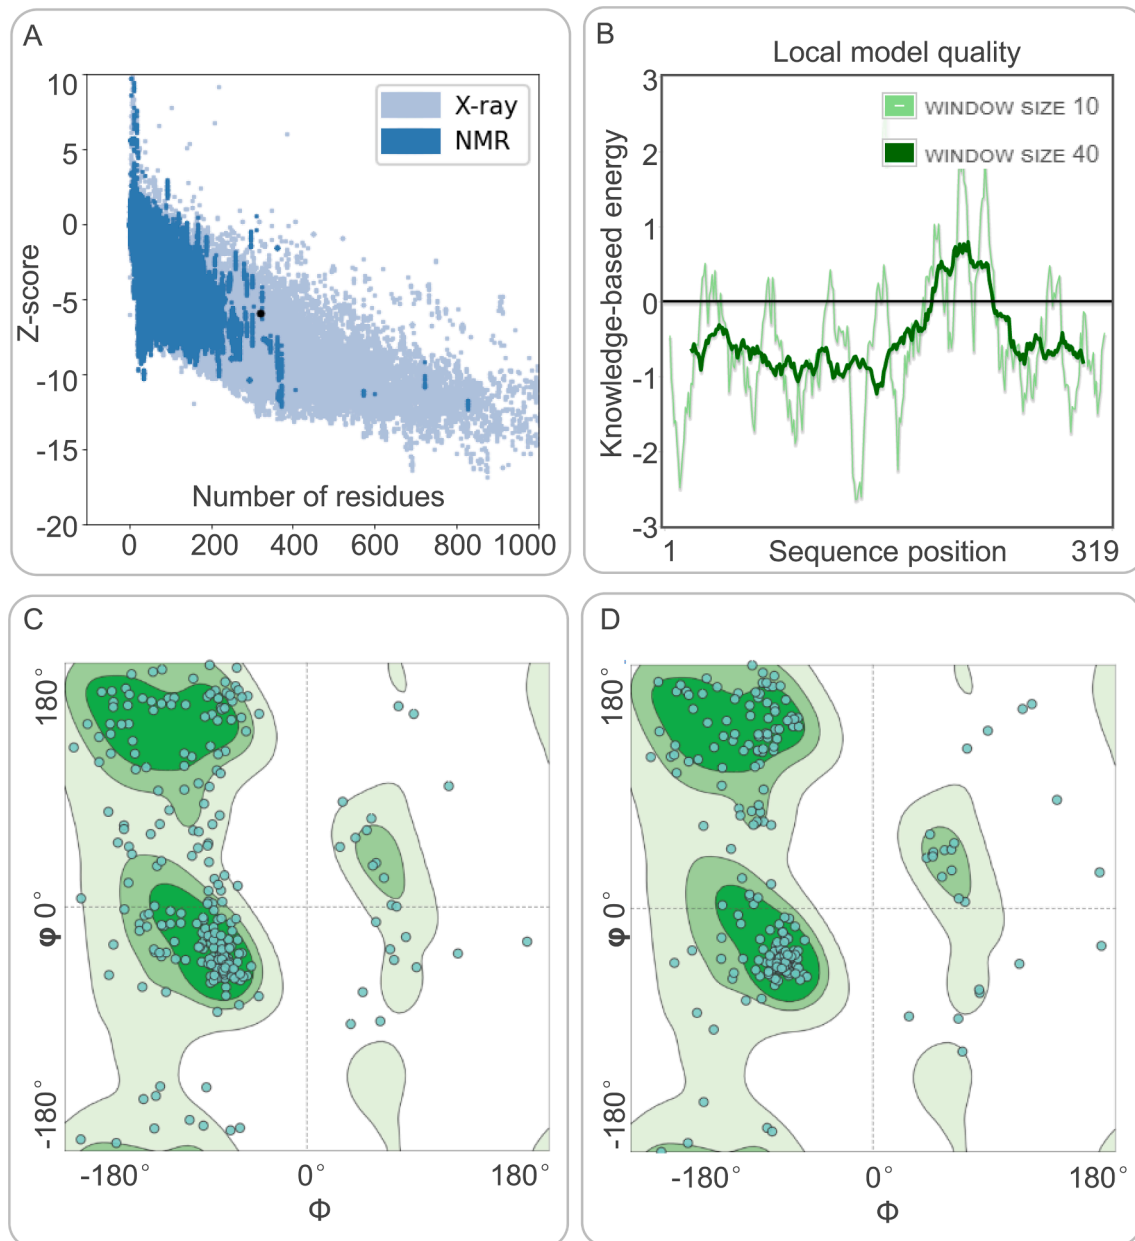 A
10
5
0
-5
-10
-15
-20
Z-score
X-ray
NMR
Number of residues
0 200 400 600 800 1000
B
Local model quality
3
2
1
0
-1
-2
-3
Knowledge-based energy
WINDOW SIZE 10
WINDOW SIZE 40
1 Sequence position 319
C
180°
0°
φ
-180°
-180° 0° 180°
Φ
D
180°
0°
φ
-180°
-180° 0° 180°
Φ